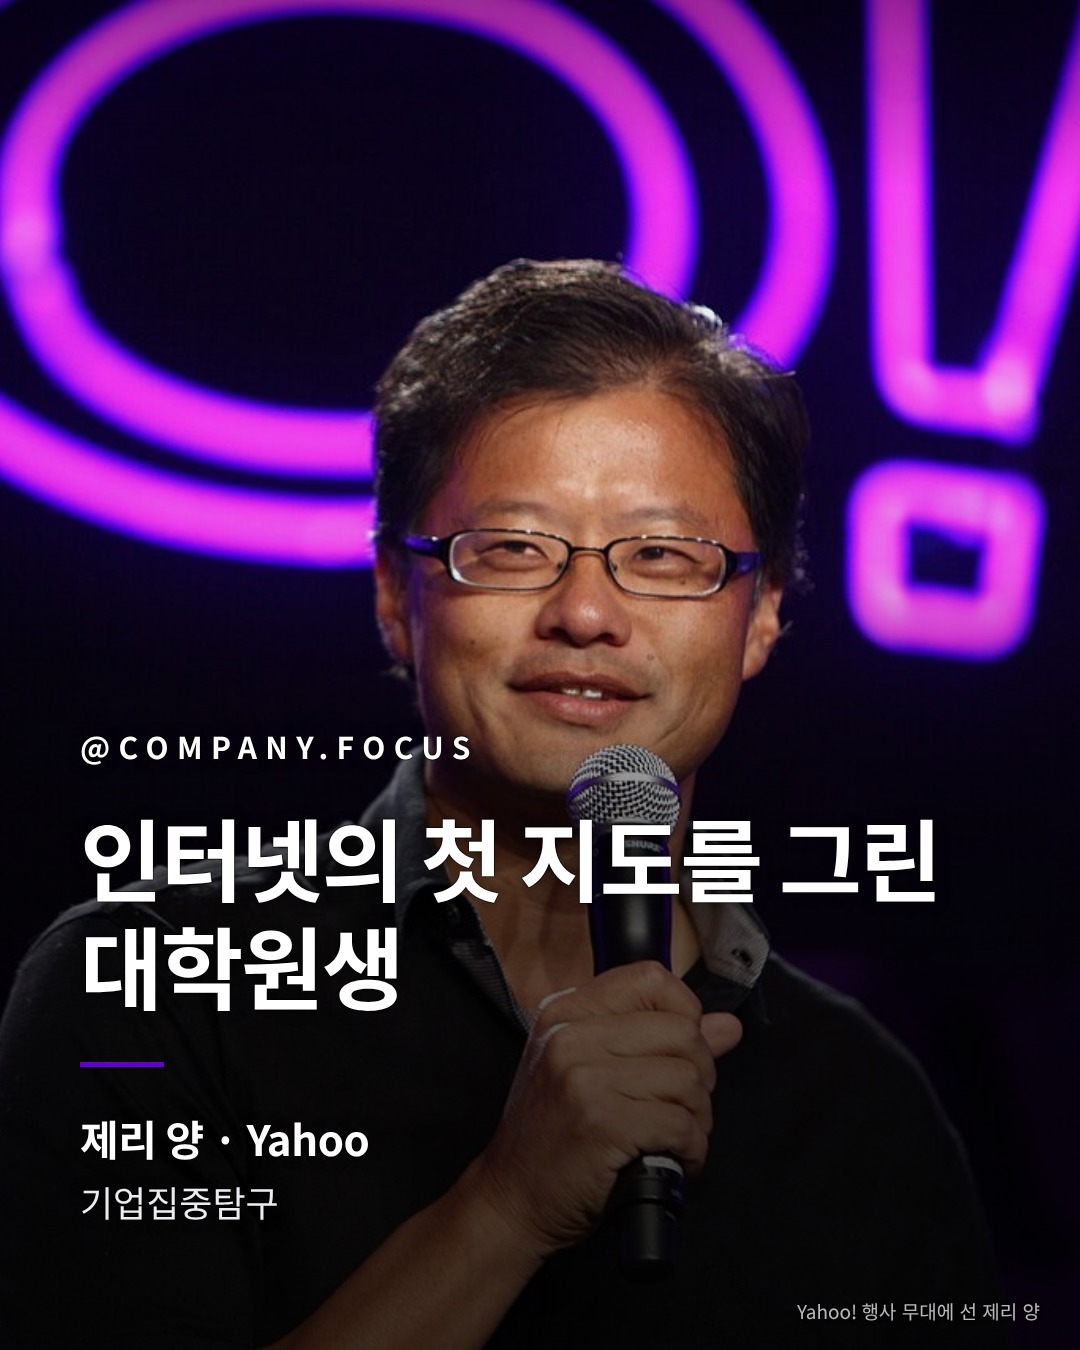 O!
SHURE
@COMPANY.FOCUS
인터넷의 첫 지도를 그린
대학원생
제리 양 · Yahoo
기업집중탐구
Yahoo! 행사 무대에 선 제리 양